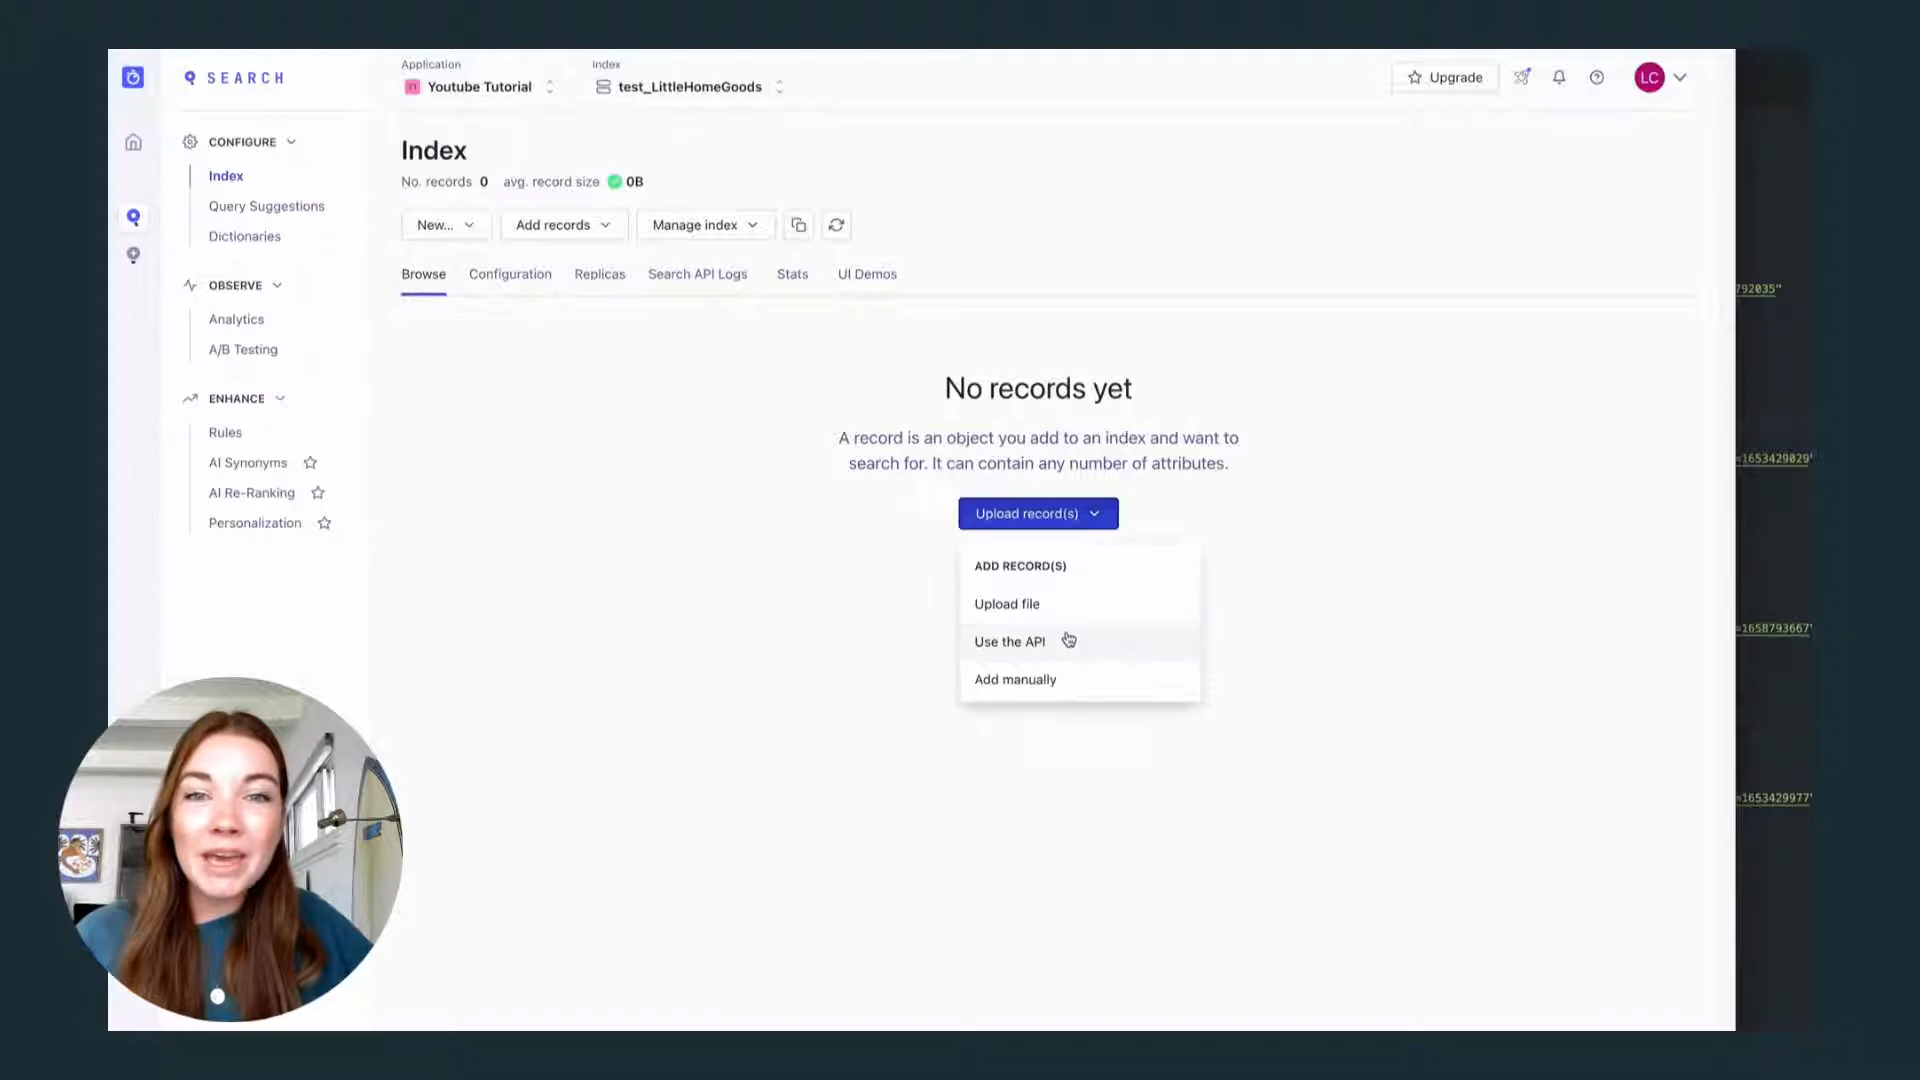 SEARCH
Application
Youtube Tutorial
Index
test_LittleHomeGoods
Upgrade
LC
CONFIGURE
Index
Query Suggestions
Dictionaries
OBSERVE
Analytics
A/B Testing
ENHANCE
Rules
AI Synonyms
AI Re-Ranking
Personalization
Index
No. records 0 avg. record size 0B
New...
Add records
Manage index
Browse
Configuration
Replicas
Search API Logs
Stats
UI Demos
No records yet
A record is an object you add to an index and want to
search for. It can contain any number of attributes.
Upload record(s)
ADD RECORD(S)
Upload file
Use the API
Add manually
792035"
=1653429029"
=1658793667"
=1653429977"